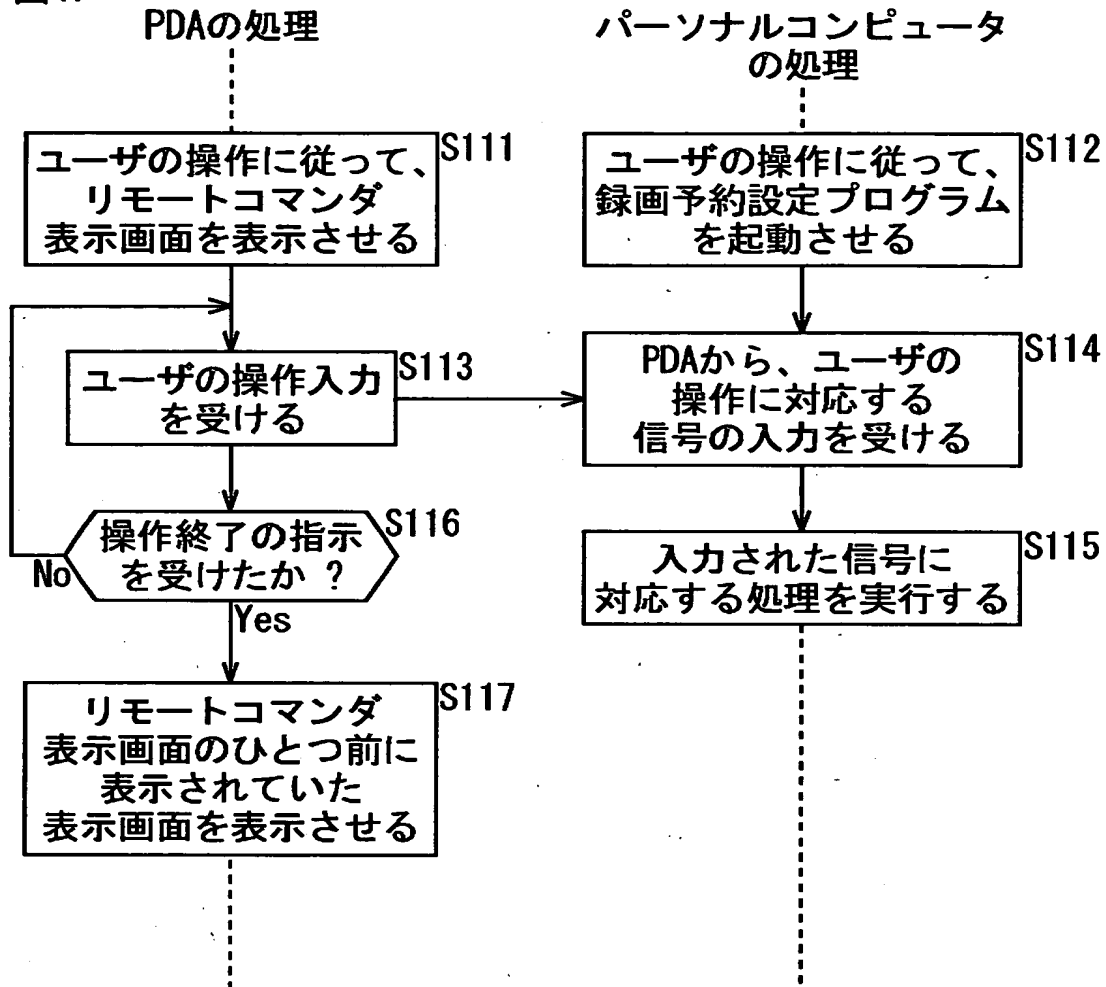 PDAの処理
ユーザの操作に従って、
リモートコマンダ
表示画面を表示させる
S111
ユーザの操作入力
を受ける
S113
操作終了の指示
を受けたか ?
S116
No
Yes
リモートコマンダ
表示画面のひとつ前に
表示されていた
表示画面を表示させる
S117
パーソナルコンピュータ
の処理
ユーザの操作に従って、
録画予約設定プログラム
を起動させる
S112
PDAから、ユーザの
操作に対応する
信号の入力を受ける
S114
入力された信号に
対応する処理を実行する
S115